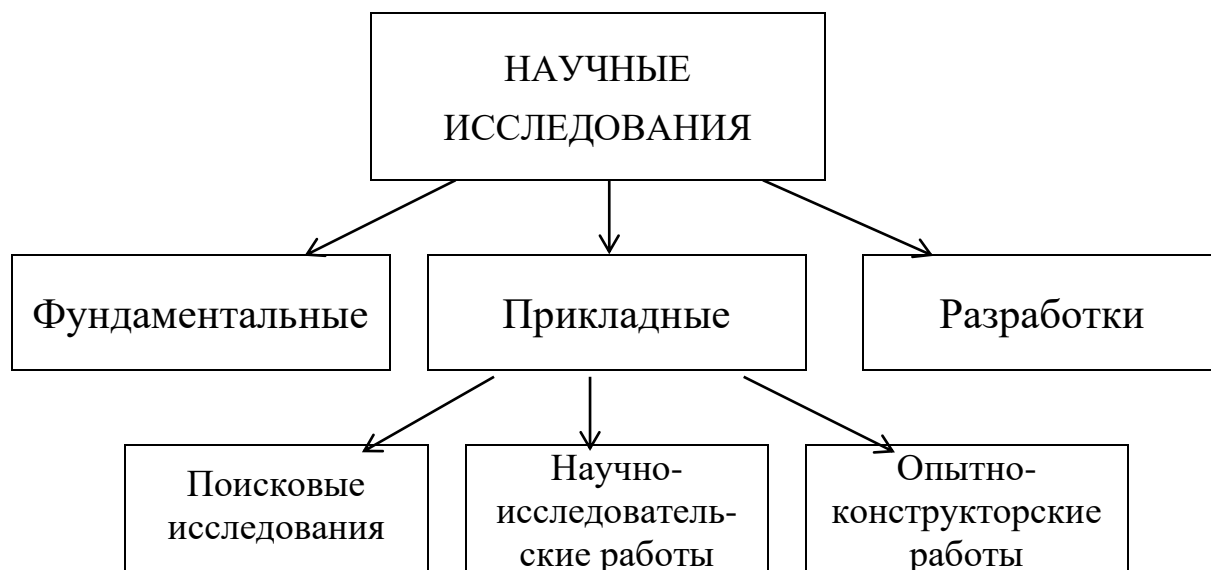 НАУЧНЫЕ
ИССЛЕДОВАНИЯ
Фундаментальные
Прикладные
Разработки
Поисковые
исследования
Научно-
исследователь-
ские работы
Опытно-
конструкторские
работы